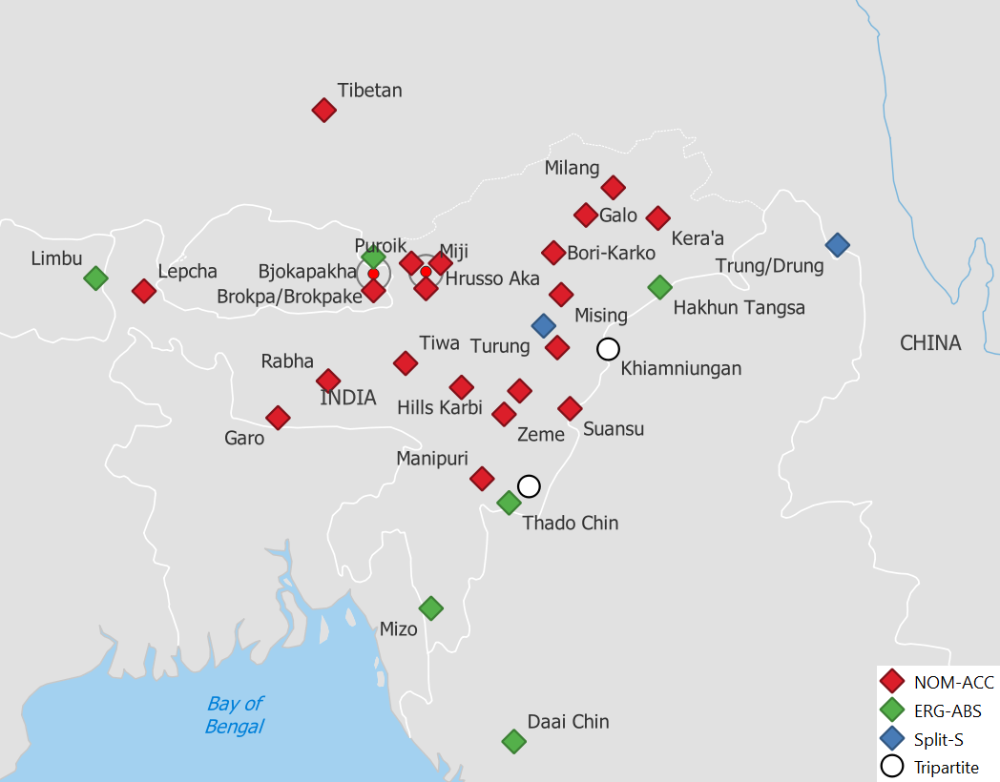 Tibetan
Milang
Galo
Kera'a
Puroik
Miji
Limbu
Lepcha
Bjokapakha
Bori-Karko
Trung/Drung
Hrusso Aka
Brokpa/Brokpake
Mising
Hakhun Tangsa
Tiwa
Turung
CHINA
Rabha
Khiamniungan
INDIA
Hills Karbi
Garo
Zeme
Suansu
Manipuri
Thado Chin
Mizo
Bay of
Bengal
Daai Chin
NOM-ACC
ERG-ABS
Split-S
Tripartite